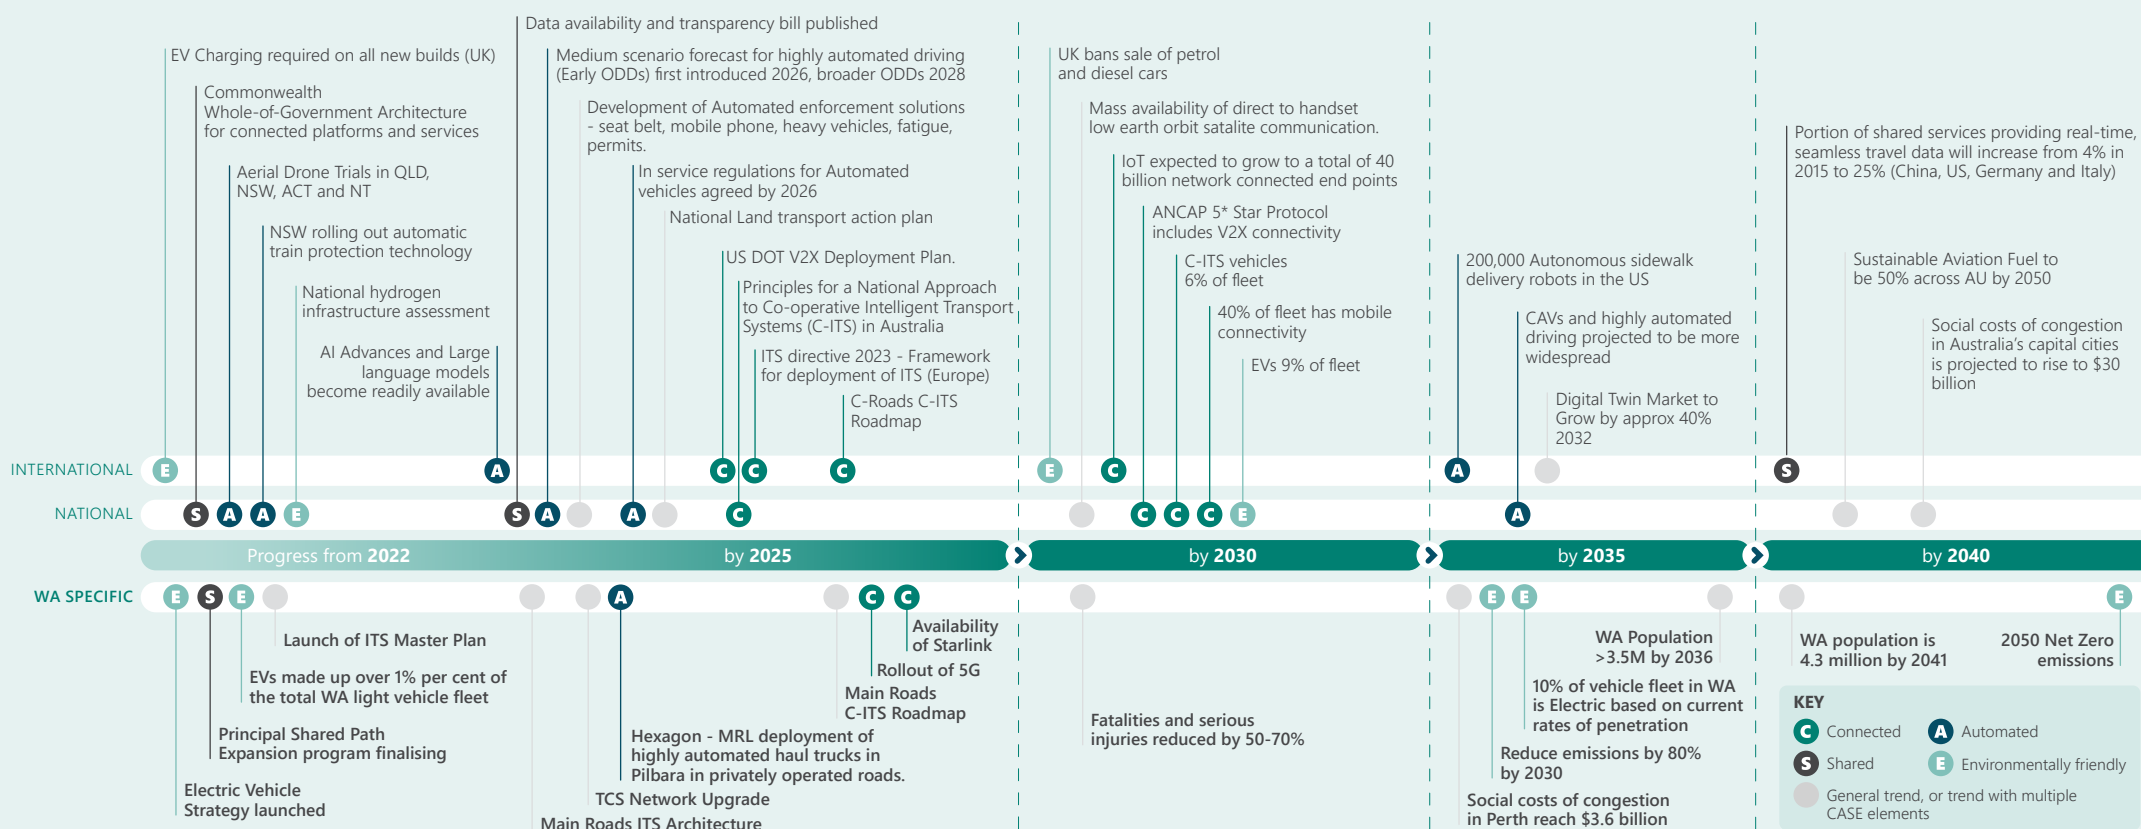 Data availability and transparency bill published
EV Charging required on all new builds (UK)
Commonwealth
Whole-of-Government Architecture
for connected platforms and services
Aerial Drone Trials in QLD,
NSW, ACT and NT
NSW rolling out automatic
train protection technology
National hydrogen
infrastructure assessment
AI Advances and Large
language models
become readily available
Medium scenario forecast for highly automated driving
(Early ODDs) first introduced 2026, broader ODDs 2028
Development of Automated enforcement solutions
- seat belt, mobile phone, heavy vehicles, fatigue,
permits.
In service regulations for Automated
vehicles agreed by 2026
National Land transport action plan
US DOT V2X Deployment Plan.
Principles for a National Approach
to Co-operative Intelligent Transport
Systems (C-ITS) in Australia
ITS directive 2023 - Framework
for deployment of ITS (Europe)
C-Roads C-ITS
Roadmap
UK bans sale of petrol
and diesel cars
Mass availability of direct to handset
low earth orbit satalite communication.
IoT expected to grow to a total of 40
billion network connected end points
ANCAP 5* Star Protocol
includes V2X connectivity
C-ITS vehicles
6% of fleet
40% of fleet has mobile
connectivity
EVs 9% of fleet
200,000 Autonomous sidewalk
delivery robots in the US
CAVs and highly automated
driving projected to be more
widespread
Digital Twin Market to
Grow by approx 40%
2032
Portion of shared services providing real-time,
seamless travel data will increase from 4% in
2015 to 25% (China, US, Germany and Italy)
Sustainable Aviation Fuel to
be 50% across AU by 2050
Social costs of congestion
in Australia's capital cities
is projected to rise to $30
billion
INTERNATIONAL E A C C C E C A S
NATIONAL S A A E S A A C C C C E A
Progress from 2022 by 2025 by 2030 by 2035 by 2040
WA SPECIFIC E S E A C C E E E
Launch of ITS Master Plan
EVs made up over 1% per cent of
the total WA light vehicle fleet
Principal Shared Path
Expansion program finalising
Electric Vehicle
Strategy launched
Availability
of Starlink
Rollout of 5G
Main Roads
C-ITS Roadmap
Hexagon - MRL deployment of
highly automated haul trucks in
Pilbara in privately operated roads.
TCS Network Upgrade
Main Roads ITS Architecture
Fatalities and serious
injuries reduced by 50-70%
WA Population
>3.5M by 2036
10% of vehicle fleet in WA
is Electric based on current
rates of penetration
Reduce emissions by 80%
by 2030
Social costs of congestion
in Perth reach $3.6 billion
WA population is
4.3 million by 2041
2050 Net Zero
emissions
KEY
C Connected
A Automated
S Shared
E Environmentally friendly
General trend, or trend with multiple
CASE elements